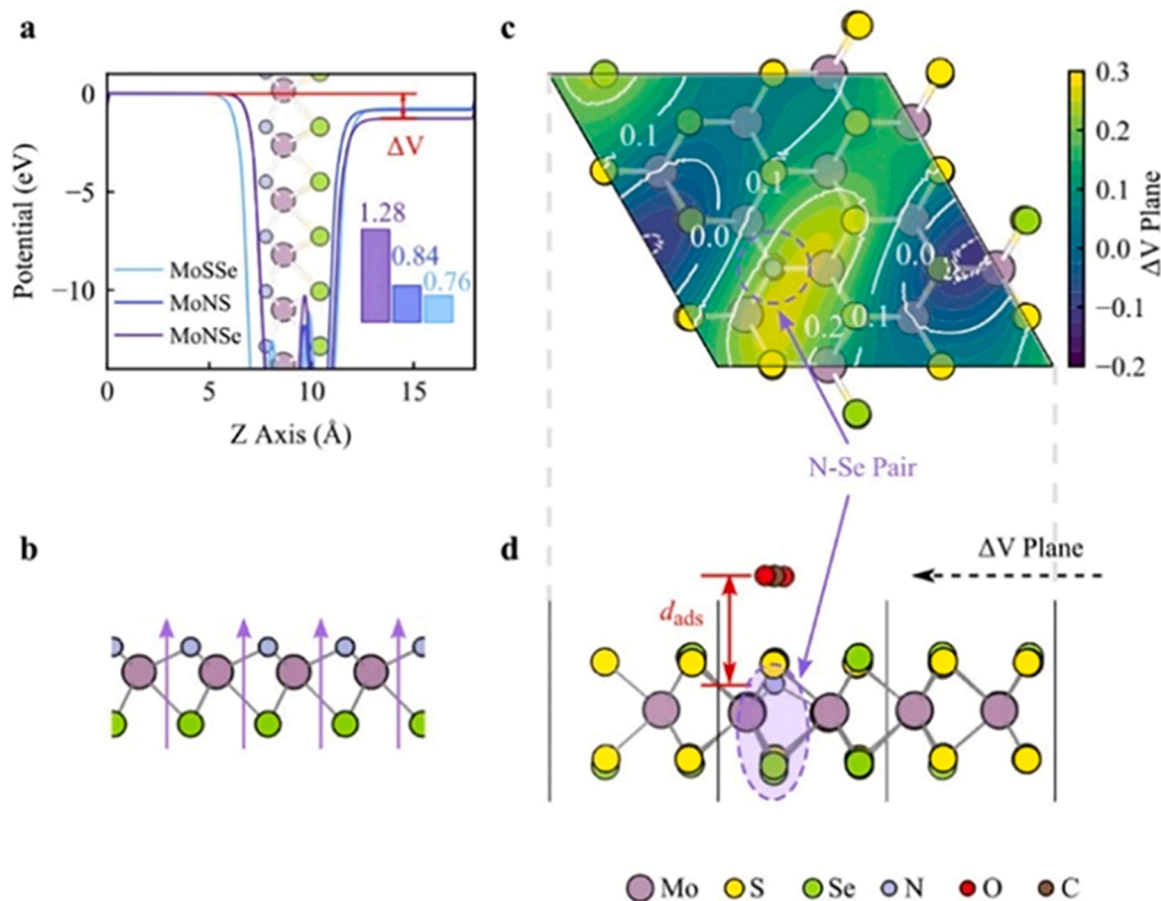 a
Potential (eV)
0
−5
−10
ΔV
1.28
0.84
0.76
MoSSe
MoNS
MoNSe
0
5
10
15
Z Axis (Å)
c
0.1
0.1
0.0
0.0
0.2
0.1
0.3
0.2
0.1
0.0
−0.1
−0.2
ΔV Plane
N-Se Pair
b
d
ΔV Plane
dads
Mo
S
Se
N
O
C